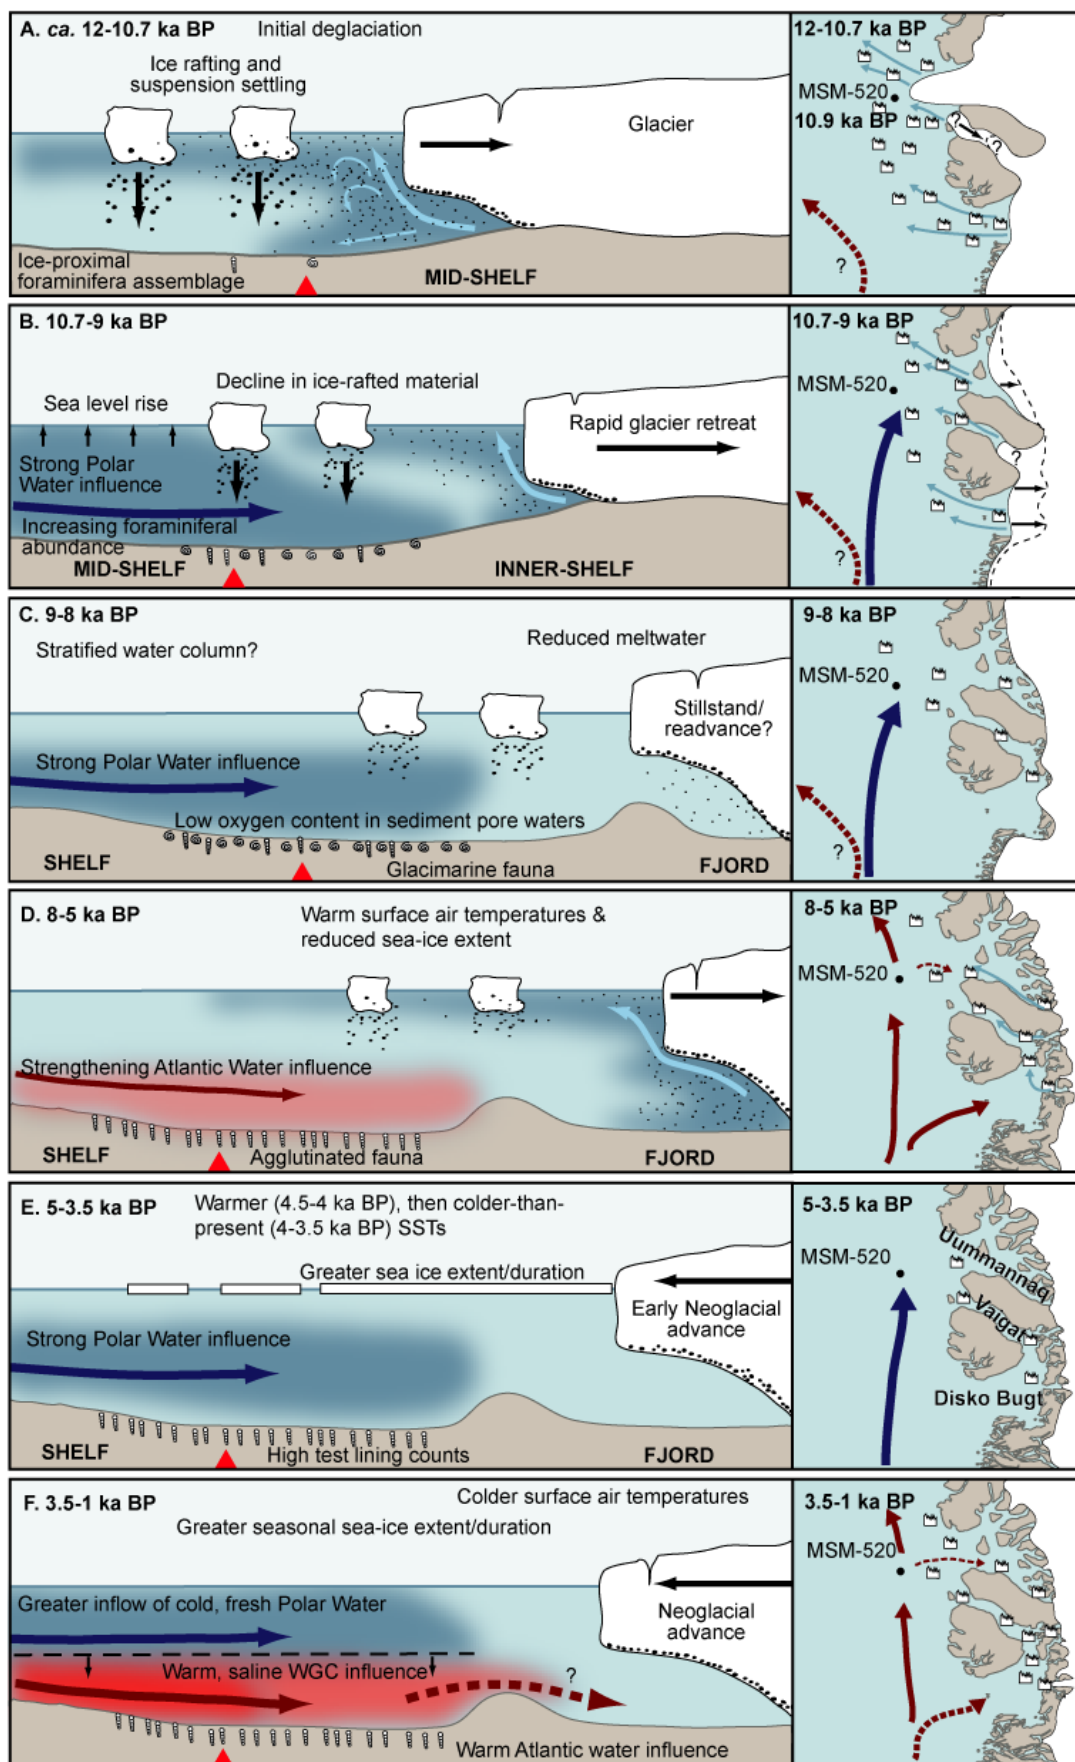 A. ca. 12-10.7 ka BP
Initial deglaciation
Ice rafting and
suspension settling
Glacier
Ice-proximal
foraminifera assemblage
MID-SHELF
12-10.7 ka BP
MSM-520
10.9 ka BP
?
?
?
B. 10.7-9 ka BP
Decline in ice-rafted material
Sea level rise
Rapid glacier retreat
Strong Polar
Water influence
Increasing foraminiferal
abundance
MID-SHELF
INNER-SHELF
10.7-9 ka BP
MSM-520
?
?
C. 9-8 ka BP
Stratified water column?
Reduced meltwater
Stillstand/
readvance?
Strong Polar Water influence
Low oxygen content in sediment pore waters
SHELF
Glacimarine fauna
FJORD
9-8 ka BP
MSM-520
?
D. 8-5 ka BP
Warm surface air temperatures &
reduced sea-ice extent
Strengthening Atlantic Water influence
SHELF
Agglutinated fauna
FJORD
8-5 ka BP
MSM-520
E. 5-3.5 ka BP
Warmer (4.5-4 ka BP), then colder-than-
present (4-3.5 ka BP) SSTs
Greater sea ice extent/duration
Early Neoglacial
advance
Strong Polar Water influence
SHELF
High test lining counts
FJORD
5-3.5 ka BP
MSM-520
Uummannaq
Vaigat
Disko Bugt
F. 3.5-1 ka BP
Colder surface air temperatures
Greater seasonal sea-ice extent/duration
Greater inflow of cold, fresh Polar Water
Neoglacial
advance
Warm, saline WGC influence
?
Warm Atlantic water influence
3.5-1 ka BP
MSM-520